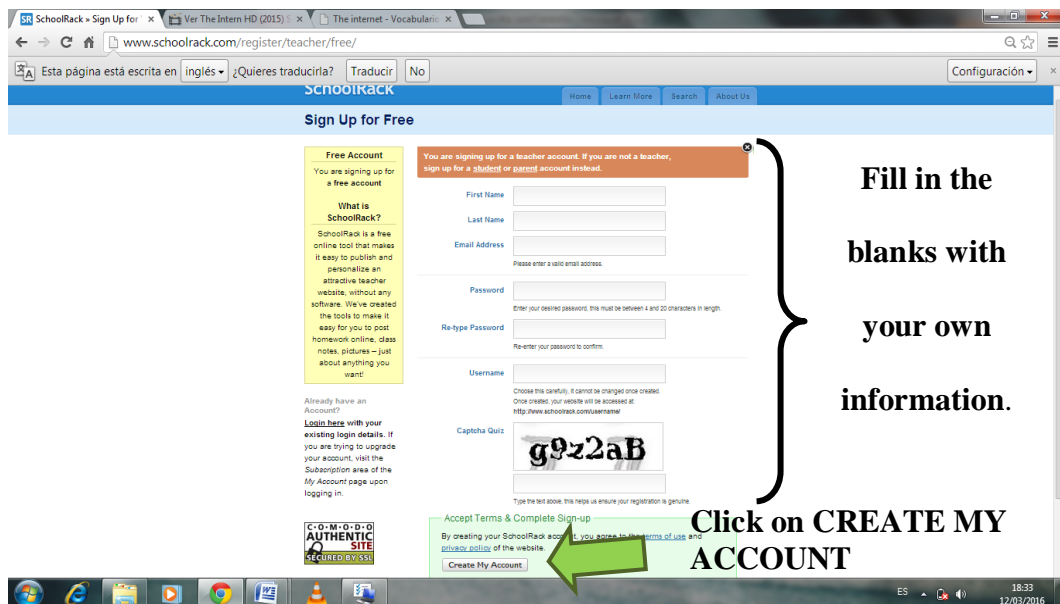 SchoolRack » Sign Up for
Ver The Intern HD (2015) S
The internet - Vocabulario
www.schoolrack.com/register/teacher/free/
Esta página está escrita en inglés ¿Quieres traducirla? Traducir No Configuración
SchoolRack
Home Learn More Search About Us
Sign Up for Free
Free Account
You are signing up for
a free account
What is
SchoolRack?
SchoolRack is a free
online tool that makes
it easy to publish and
personalize an
attractive teacher
website, without any
software. We've created
the tools to make it
easy for you to post
homework online, class
notes, pictures – just
about anything you
want!
Already have an
Account?
Login here with your
existing login details. If
you are trying to upgrade
your account, visit the
Subscription area of the
My Account page upon
logging in.
C·O·M·O·D·O
AUTHENTIC
SITE
SECURED BY SSL
You are signing up for a teacher account. If you are not a teacher,
sign up for a student or parent account instead.
First Name
Last Name
Email Address
Please enter a valid email address.
Password
Enter your desired password, this must be between 4 and 20 characters in length.
Re-type Password
Re-enter your password to confirm.
Username
Choose this carefully, it cannot be changed once created.
Once created, your website will be accessed at:
http://www.schoolrack.com/username/
Captcha Quiz
g9z2aB
Type the text above, this helps us ensure your registration is genuine.
Accept Terms & Complete Sign-up
By creating your SchoolRack account, you agree to the terms of use and
privacy policy of the website.
Create My Account
Fill in the
blanks with
your own
information.
Click on CREATE MY
ACCOUNT
ES
18:33
12/03/2016